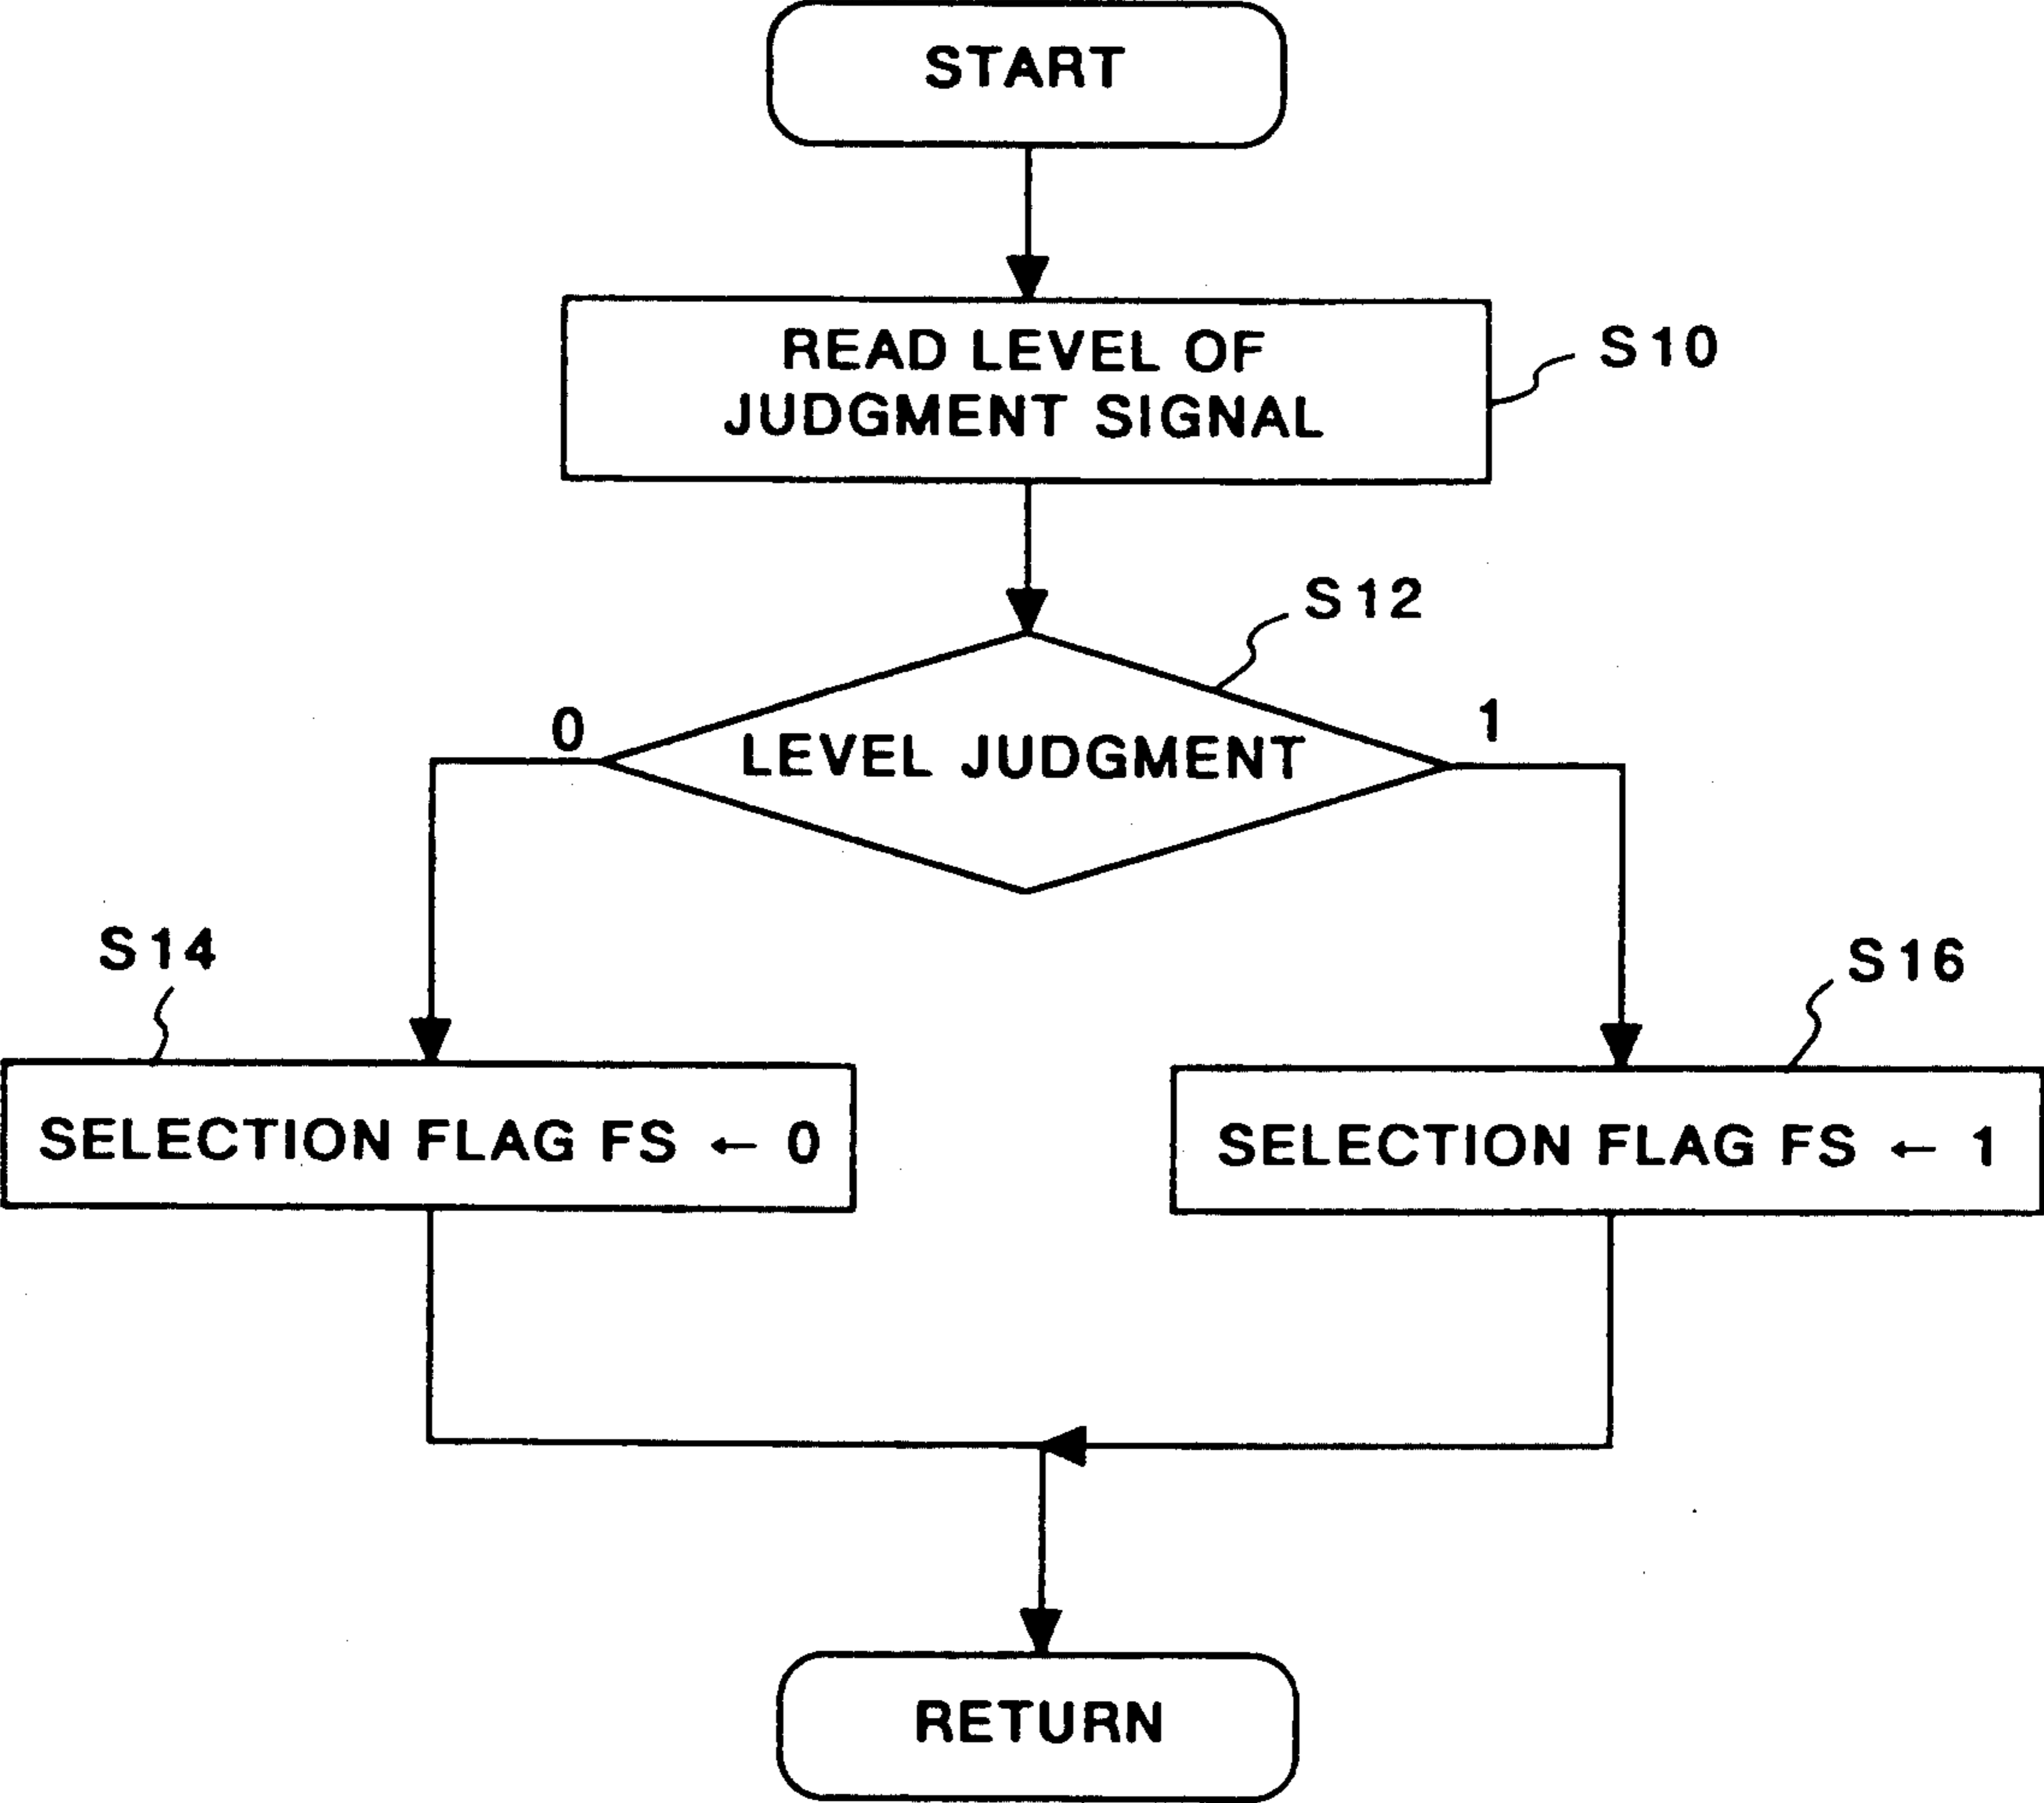 START
READ LEVEL OF
JUDGMENT SIGNAL
S10
S12
0
LEVEL JUDGMENT
1
S14
S16
SELECTION FLAG FS ← 0
SELECTION FLAG FS ← 1
RETURN